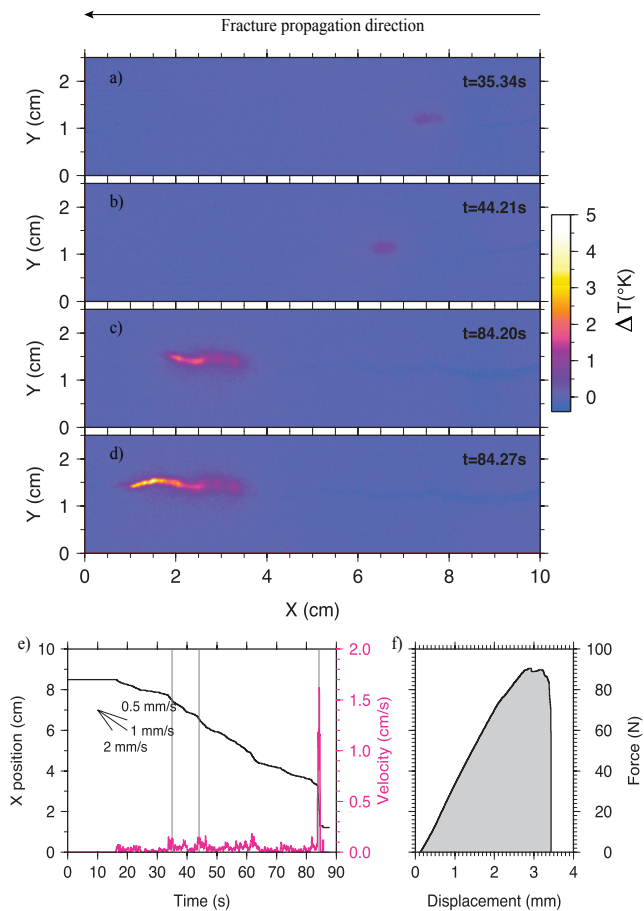 Fracture propagation direction
a)
t=35.34s
Y (cm)
2
1
0
b)
t=44.21s
Y (cm)
2
1
0
c)
t=84.20s
Y (cm)
2
1
0
d)
t=84.27s
Y (cm)
2
1
0
0 2 4 6 8 10
X (cm)
5
4
3
2
1
0
ΔT(°K)
e)
10
8
6
4
2
0
X position (cm)
0.5 mm/s
1 mm/s
2 mm/s
2.0
1.5
1.0
0.5
0.0
Velocity (cm/s)
0 10 20 30 40 50 60 70 80 90
Time (s)
f)
100
80
60
40
20
0
Force (N)
0 1 2 3 4
Displacement (mm)